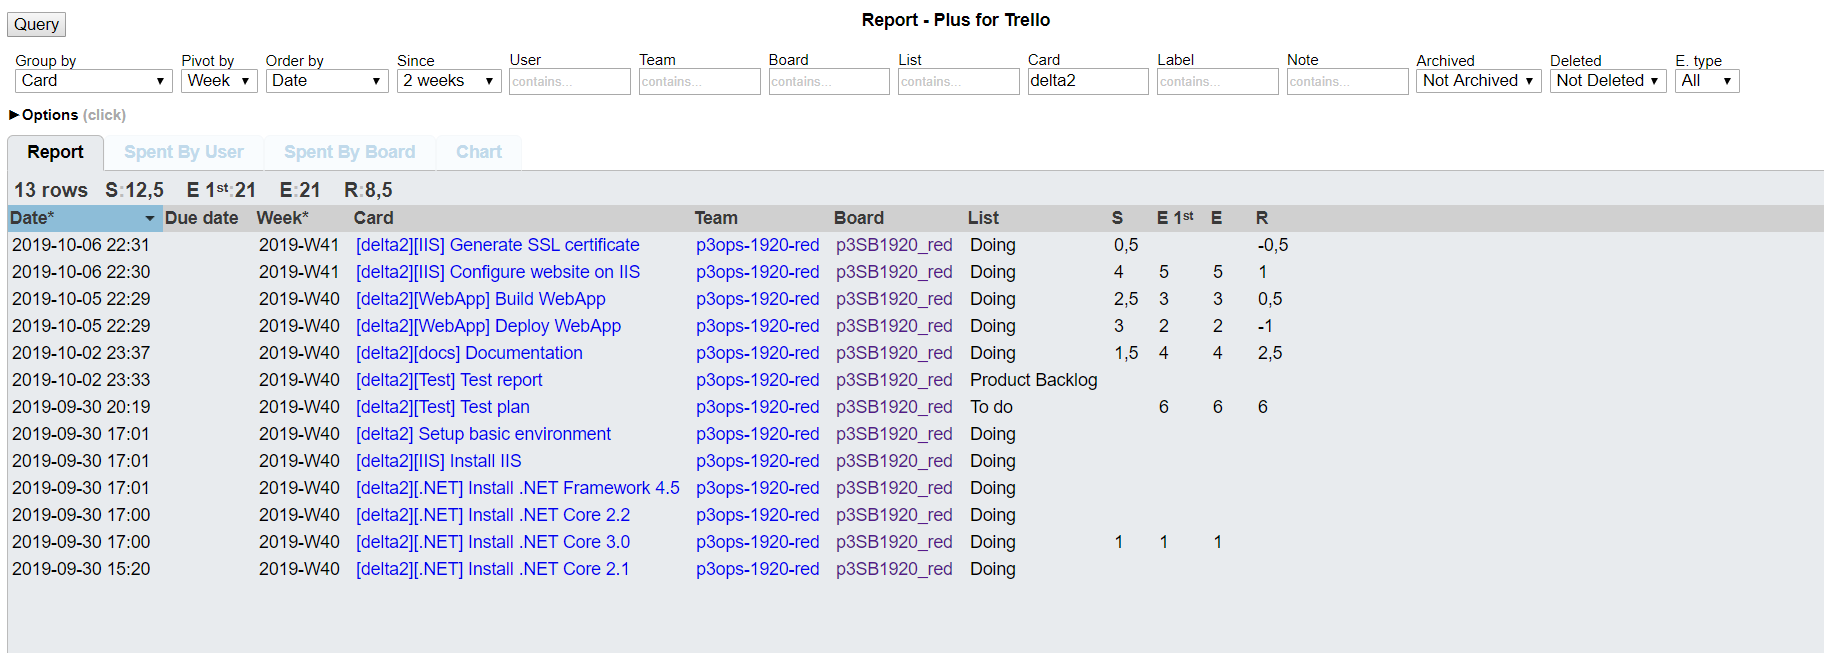 Report - Plus for Trello
Query
Group by Pivot by Order by Since User Team Board List Card Label Note Archived Deleted E. type
Card ▼ Week ▼ Date ▼ 2 weeks ▼ contains... contains... contains... contains... delta2 contains... contains... Not Archived ▼ Not Deleted ▼ All ▼
▶Options (click)
Report Spent By User Spent By Board Chart
13 rows S:12,5 E 1st:21 E:21 R:8,5
Date* Due date Week* Card Team Board List S E 1st E R
2019-10-06 22:31 2019-W41 [delta2][IIS] Generate SSL certificate p3ops-1920-red p3SB1920_red Doing 0,5 -0,5
2019-10-06 22:30 2019-W41 [delta2][IIS] Configure website on IIS p3ops-1920-red p3SB1920_red Doing 4 5 5 1
2019-10-05 22:29 2019-W40 [delta2][WebApp] Build WebApp p3ops-1920-red p3SB1920_red Doing 2,5 3 3 0,5
2019-10-05 22:29 2019-W40 [delta2][WebApp] Deploy WebApp p3ops-1920-red p3SB1920_red Doing 3 2 2 -1
2019-10-02 23:37 2019-W40 [delta2][docs] Documentation p3ops-1920-red p3SB1920_red Doing 1,5 4 4 2,5
2019-10-02 23:33 2019-W40 [delta2][Test] Test report p3ops-1920-red p3SB1920_red Product Backlog
2019-09-30 20:19 2019-W40 [delta2][Test] Test plan p3ops-1920-red p3SB1920_red To do 6 6 6
2019-09-30 17:01 2019-W40 [delta2] Setup basic environment p3ops-1920-red p3SB1920_red Doing
2019-09-30 17:01 2019-W40 [delta2][IIS] Install IIS p3ops-1920-red p3SB1920_red Doing
2019-09-30 17:01 2019-W40 [delta2][.NET] Install .NET Framework 4.5 p3ops-1920-red p3SB1920_red Doing
2019-09-30 17:00 2019-W40 [delta2][.NET] Install .NET Core 2.2 p3ops-1920-red p3SB1920_red Doing
2019-09-30 17:00 2019-W40 [delta2][.NET] Install .NET Core 3.0 p3ops-1920-red p3SB1920_red Doing 1 1 1
2019-09-30 15:20 2019-W40 [delta2][.NET] Install .NET Core 2.1 p3ops-1920-red p3SB1920_red Doing